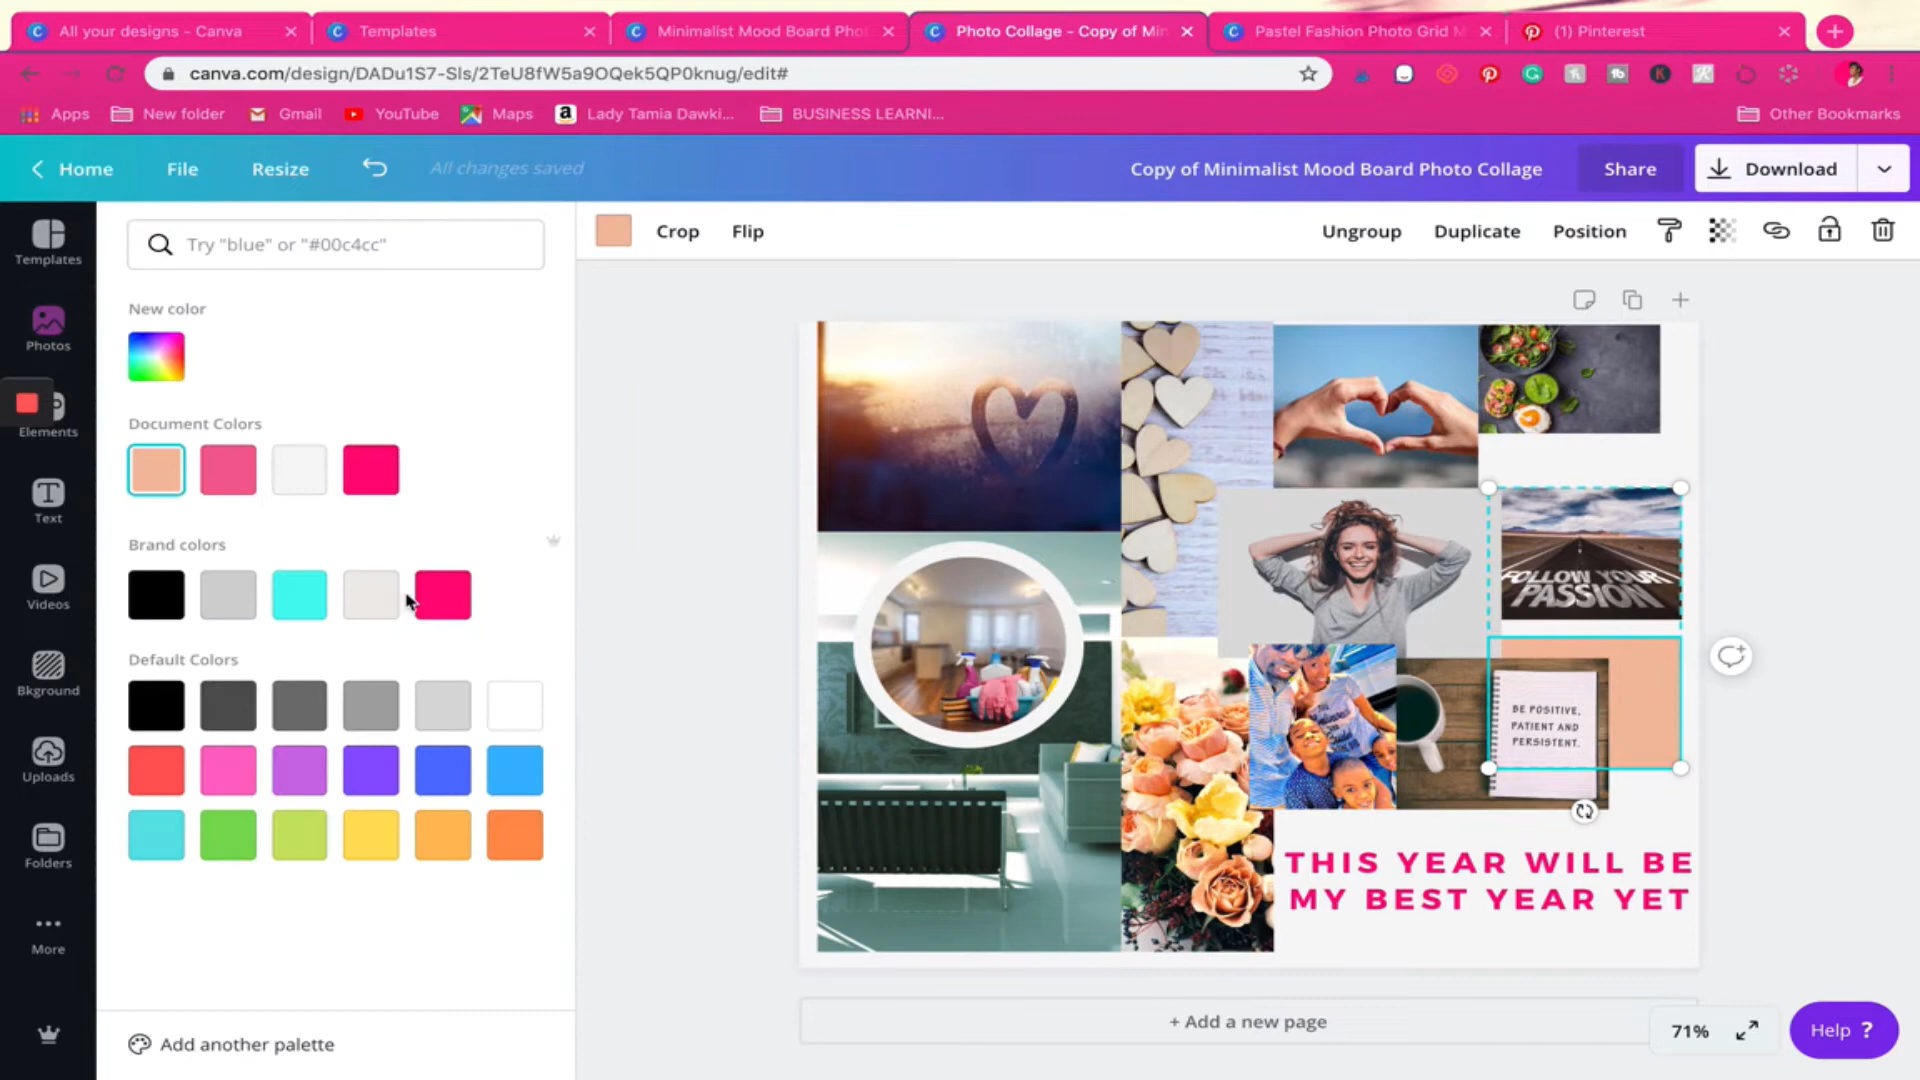 All your designs - Canva
Templates
Minimalist Mood Board Pho
Photo Collage - Copy of Min
Pastel Fashion Photo Grid M
(1) Pinterest
canva.com/design/DADu1S7-SIs/2TeU8fW5a9OQek5QP0knug/edit#
Apps
New folder
Gmail
YouTube
Maps
Lady Tamia Dawki...
BUSINESS LEARNI...
Other Bookmarks
Home
File
Resize
All changes saved
Copy of Minimalist Mood Board Photo Collage
Share
Download
Templates
Photos
Elements
Text
Videos
Bkground
Uploads
Folders
More
Try "blue" or "#00c4cc"
New color
Document Colors
Brand colors
Default Colors
Add another palette
Crop
Flip
Ungroup
Duplicate
Position
FOLLOW YOUR
PASSION
BE POSITIVE,
PATIENT AND
PERSISTENT.
THIS YEAR WILL BE
MY BEST YEAR YET
+ Add a new page
71%
Help ?